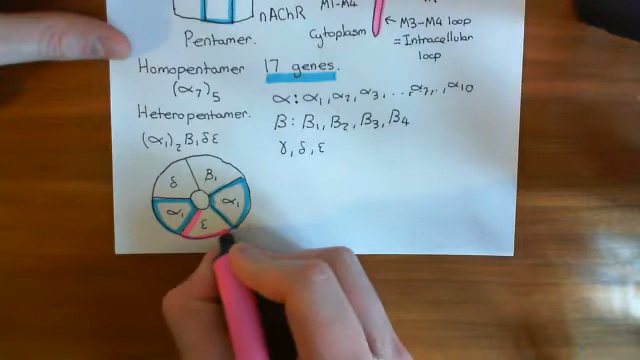 nAChR
M1-M4
Pentamer.
Cytoplasm
← M3-M4 loop
= Intracellular
loop
Homopentamer
(α7)5
17 genes.
α: α1, α2, α3, ... α7, , α10
Heteropentamer.
β: β1, β2, β3, β4
(α1)2 β1 δ ε
γ, δ, ε
δ
β1
α1
α1
ε